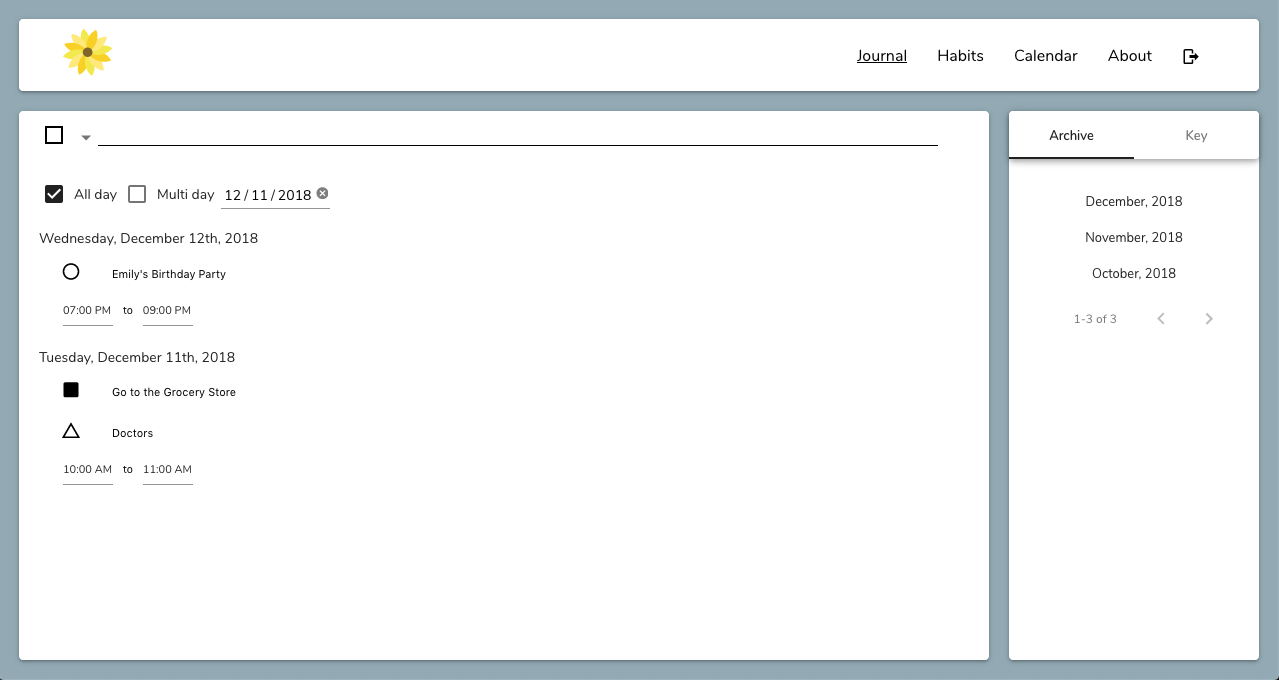 Journal Habits Calendar About
Archive Key
All day Multi day 12 / 11 / 2018
Wednesday, December 12th, 2018
Emily's Birthday Party
07:00 PM to 09:00 PM
Tuesday, December 11th, 2018
Go to the Grocery Store
Doctors
10:00 AM to 11:00 AM
December, 2018
November, 2018
October, 2018
1-3 of 3